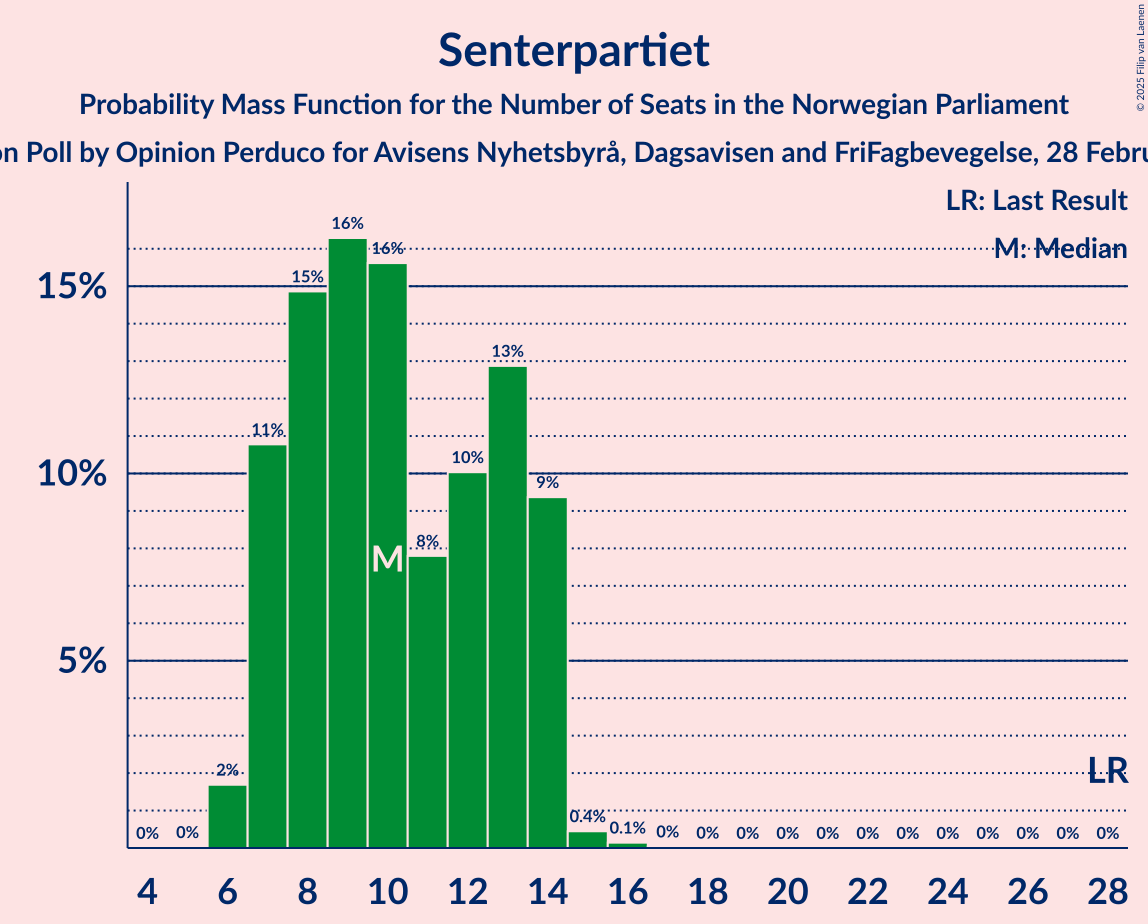 Senterpartiet
Probability Mass Function for the Number of Seats in the Norwegian Parliament
on Poll by Opinion Perduco for Avisens Nyhetsbyrå, Dagsavisen and FriFagbevegelse, 28 Febru
© 2025 Filip van Laenen
LR: Last Result
M: Median
15%
10%
5%
0% 0% 2% 11% 15% 16% 16% 8% 10% 13% 9% 0.4% 0.1% 0% 0% 0% 0% 0% 0% 0% 0% 0% 0% 0% 0%
M
LR
4 6 8 10 12 14 16 18 20 22 24 26 28